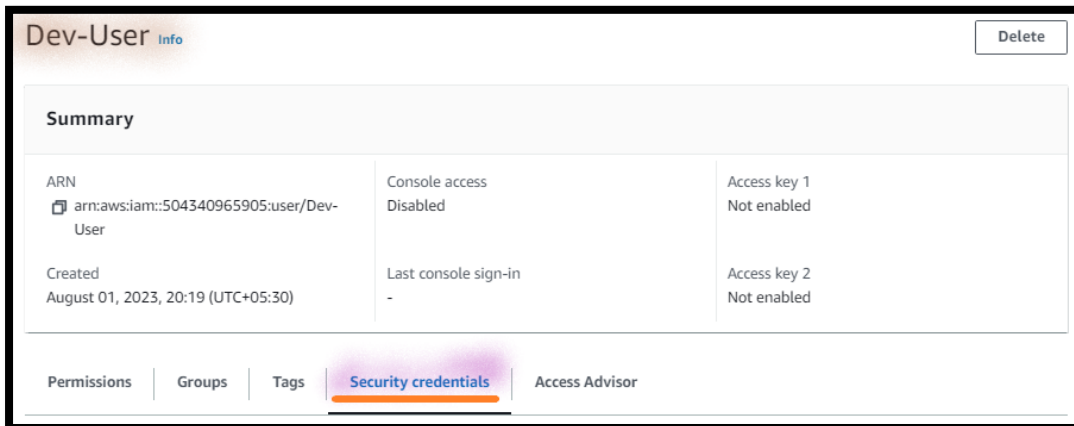 Dev-User Info
Delete
Summary
ARN
arn:aws:iam::504340965905:user/Dev-
User
Console access
Disabled
Access key 1
Not enabled
Created
August 01, 2023, 20:19 (UTC+05:30)
Last console sign-in
-
Access key 2
Not enabled
Permissions Groups Tags Security credentials Access Advisor